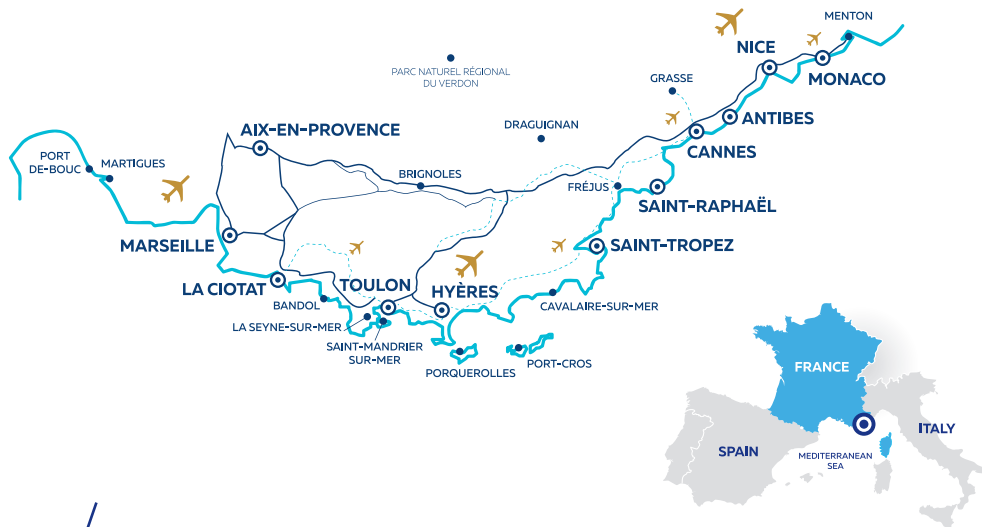 MENTON
NICE
MONACO
PARC NATUREL RÉGIONAL
DU VERDON
GRASSE
ANTIBES
DRAGUIGNAN
AIX-EN-PROVENCE
CANNES
PORT
DE-BOUC
MARTIGUES
BRIGNOLES
FRÉJUS
SAINT-RAPHAËL
MARSEILLE
SAINT-TROPEZ
LA CIOTAT
TOULON
HYÈRES
BANDOL
CAVALAIRE-SUR-MER
LA SEYNE-SUR-MER
SAINT-MANDRIER
SUR-MER
PORQUEROLLES
PORT-CROS
FRANCE
ITALY
SPAIN
MEDITERRANEAN
SEA